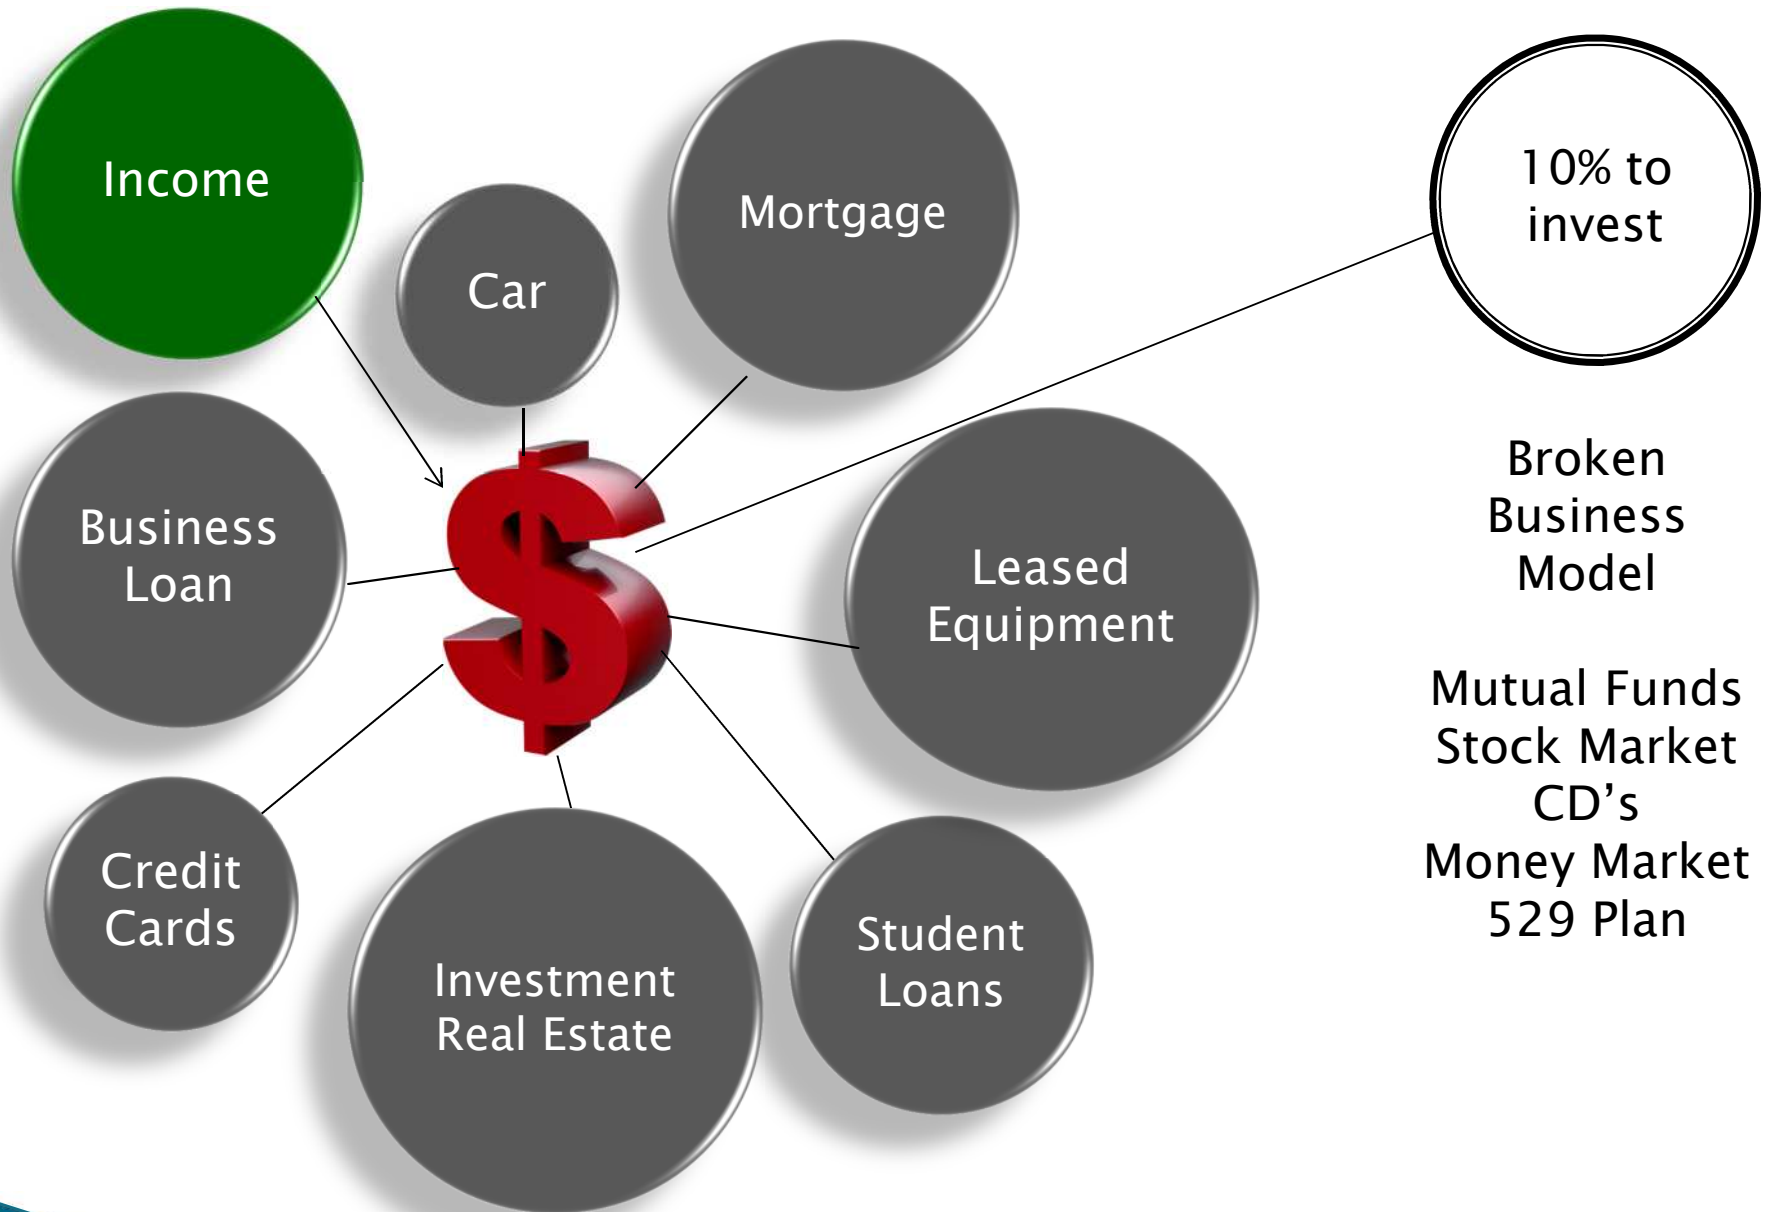 Income
Car
Mortgage
10% to
invest
Business
Loan
Leased
Equipment
Broken
Business
Model
Mutual Funds
Stock Market
CD’s
Money Market
529 Plan
Credit
Cards
Investment
Real Estate
Student
Loans
$